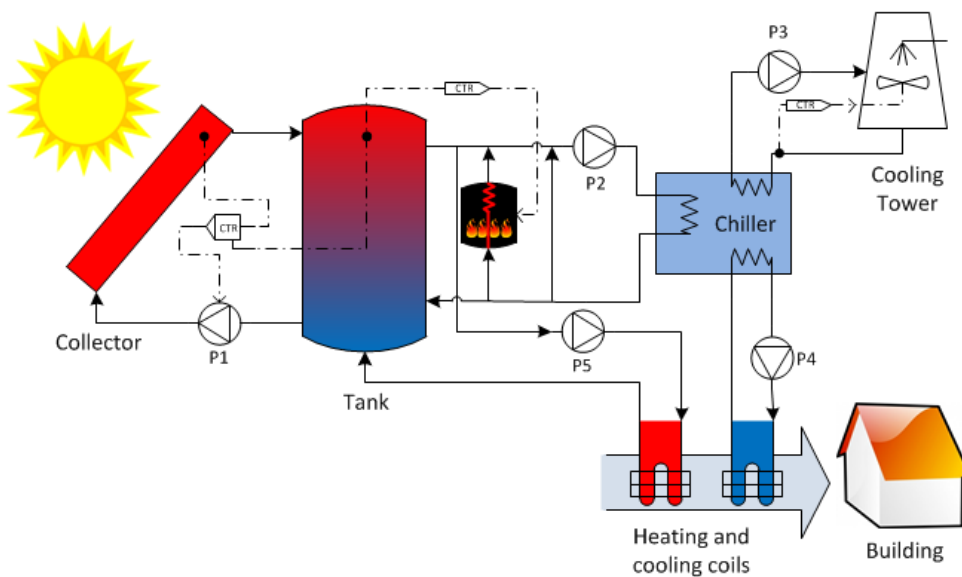 P3
CTR
CTR
P2
Cooling
Tower
CTR
Chiller
Collector
P1
P5
P4
Tank
Heating and
cooling coils
Building